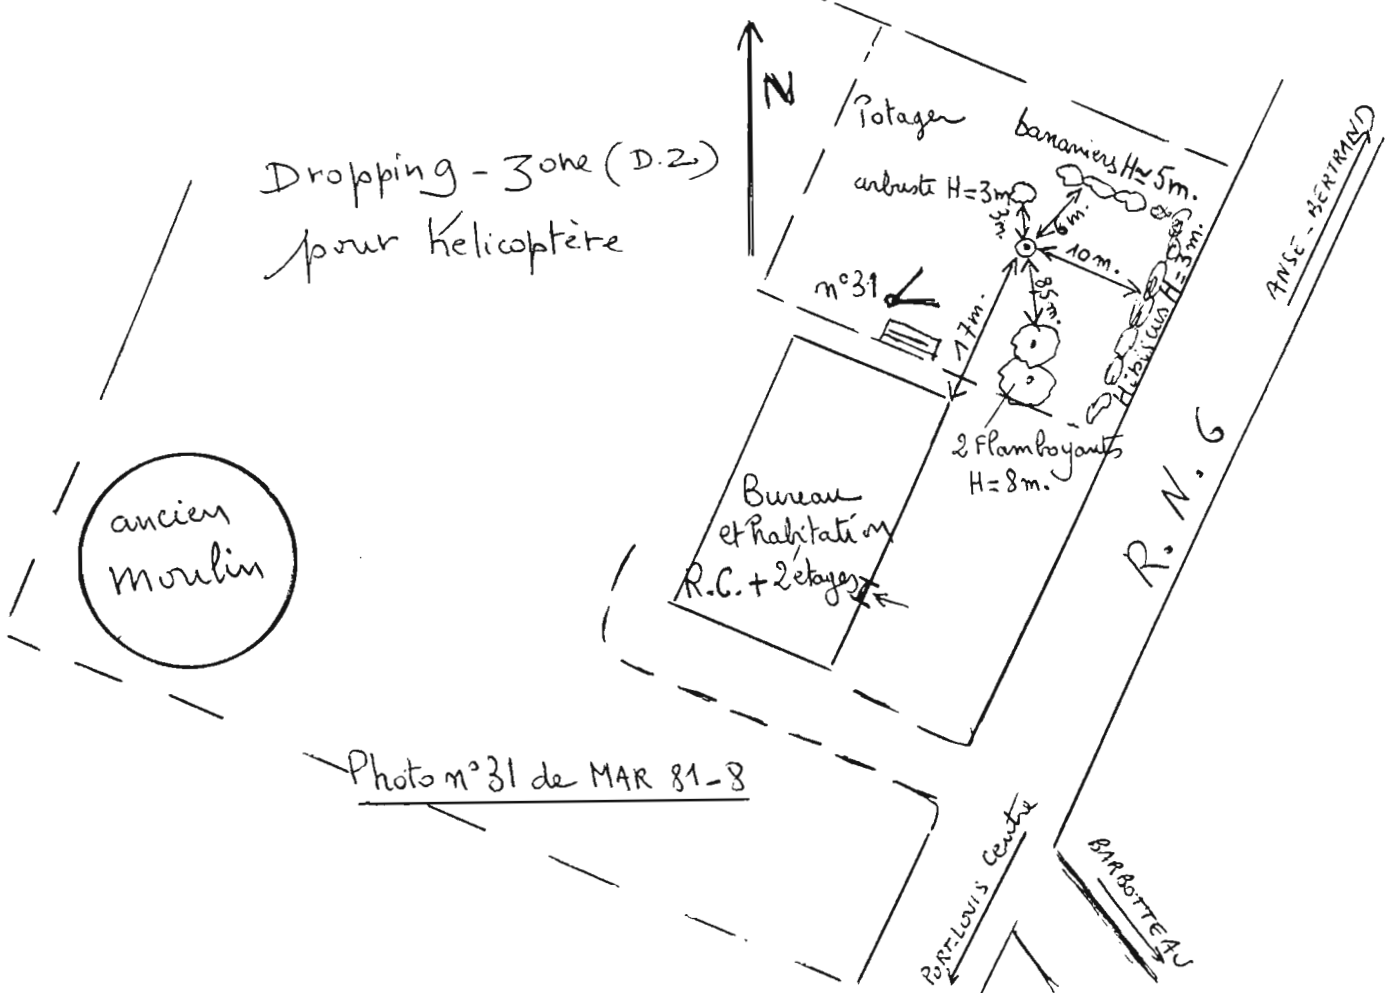 N
Dropping-Zone (D.Z.)
pour hélicoptère
Potager
bananiers H≈5m.
arbuste H=3m
3m.
6m.
10m.
n°31
17m.
8,5m.
Hibiscus H=3m.
ANSE-BERTRAND
2 Flamboyants
H=8m.
R.N.6
ancien
moulin
Bureau
et habitation
R.C.+2 étages
Photo n°31 de MAR 81-8
PORT-LOUIS centre
BARBOTTEAU